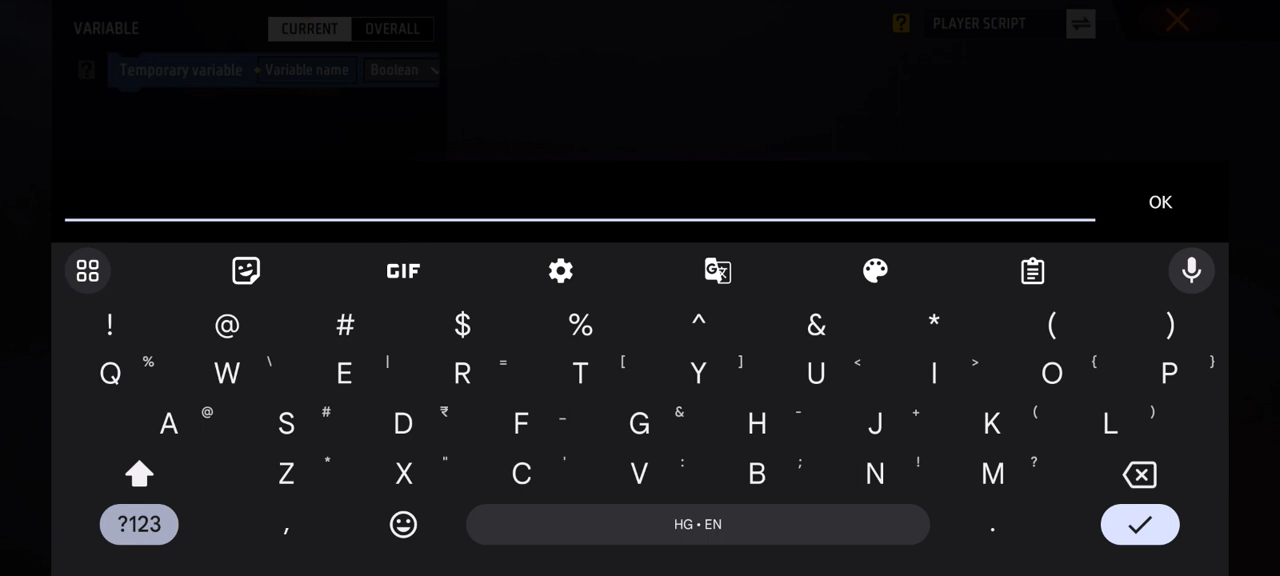 VARIABLE
CURRENT
OVERALL
?
PLAYER SCRIPT
?
Temporary variable
Variable name
Boolean
OK
GIF
! @ # $ % ^ & * ( )
Q % W \ E | R = T [ Y ] U < I > O { P }
A @ S # D ₹ F _ G & H - J + K ( L )
Z * X " C ' V : B ; N ! M ?
?123 , HG • EN .